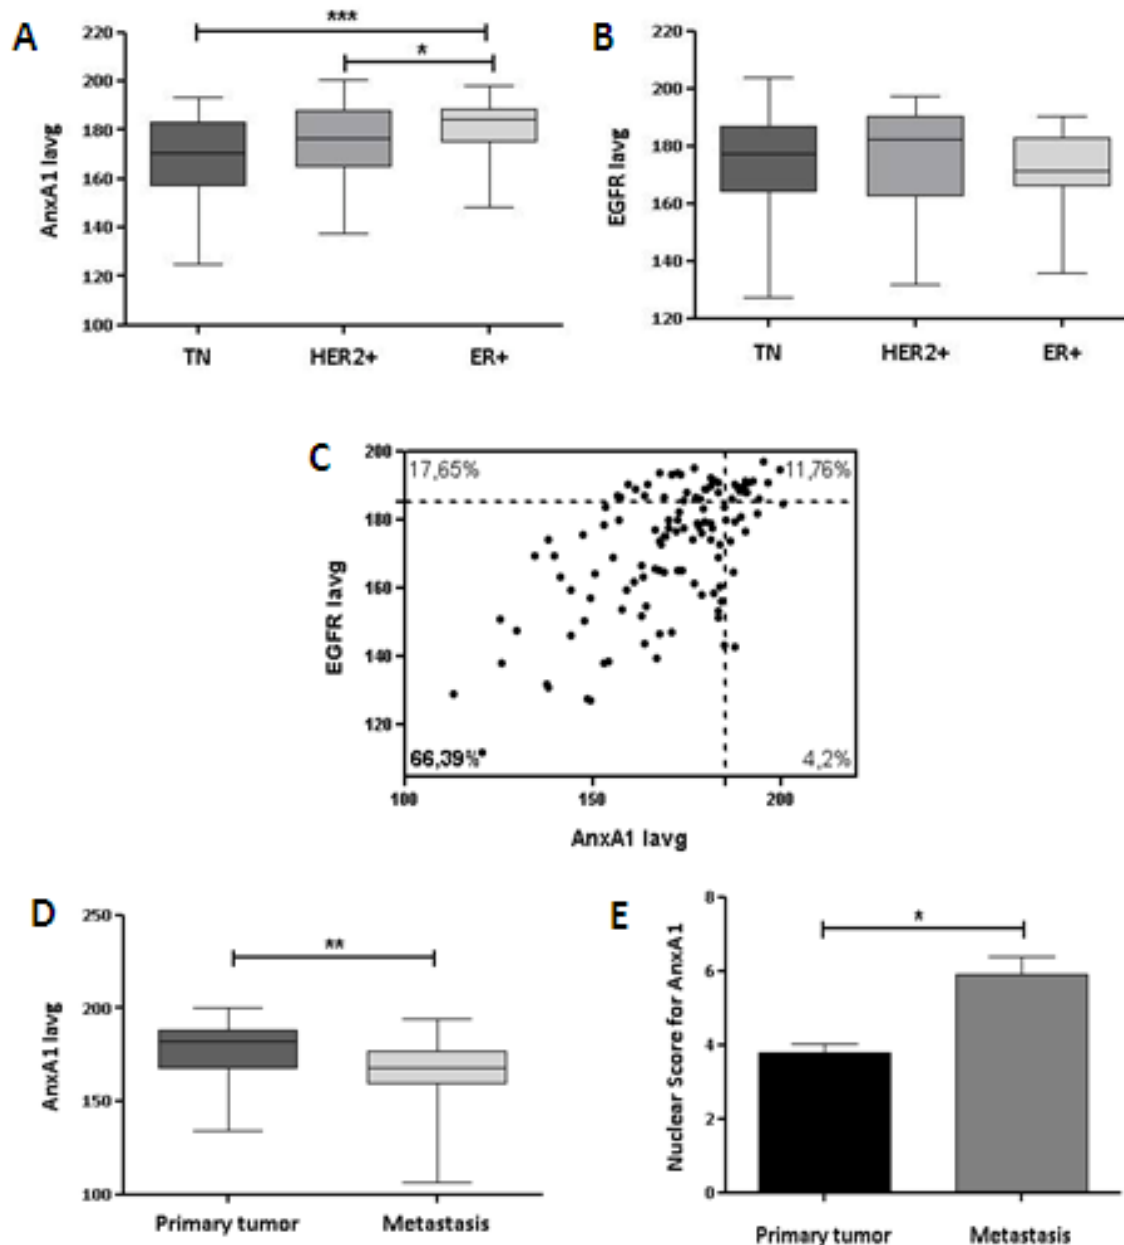 A
AnxA1 Iavg
220
200
180
160
140
120
100
***
*
TN HER2+ ER+
B
EGFR Iavg
220
200
180
160
140
120
TN HER2+ ER+
C
EGFR Iavg
200
180
160
140
120
17,65% 11,76%
66,39% 4,2%
100 150 200
AnxA1 Iavg
D
AnxA1 Iavg
250
200
150
100
**
Primary tumor Metastasis
E
Nuclear Score for AnxA1
8
6
4
2
0
*
Primary tumor Metastasis